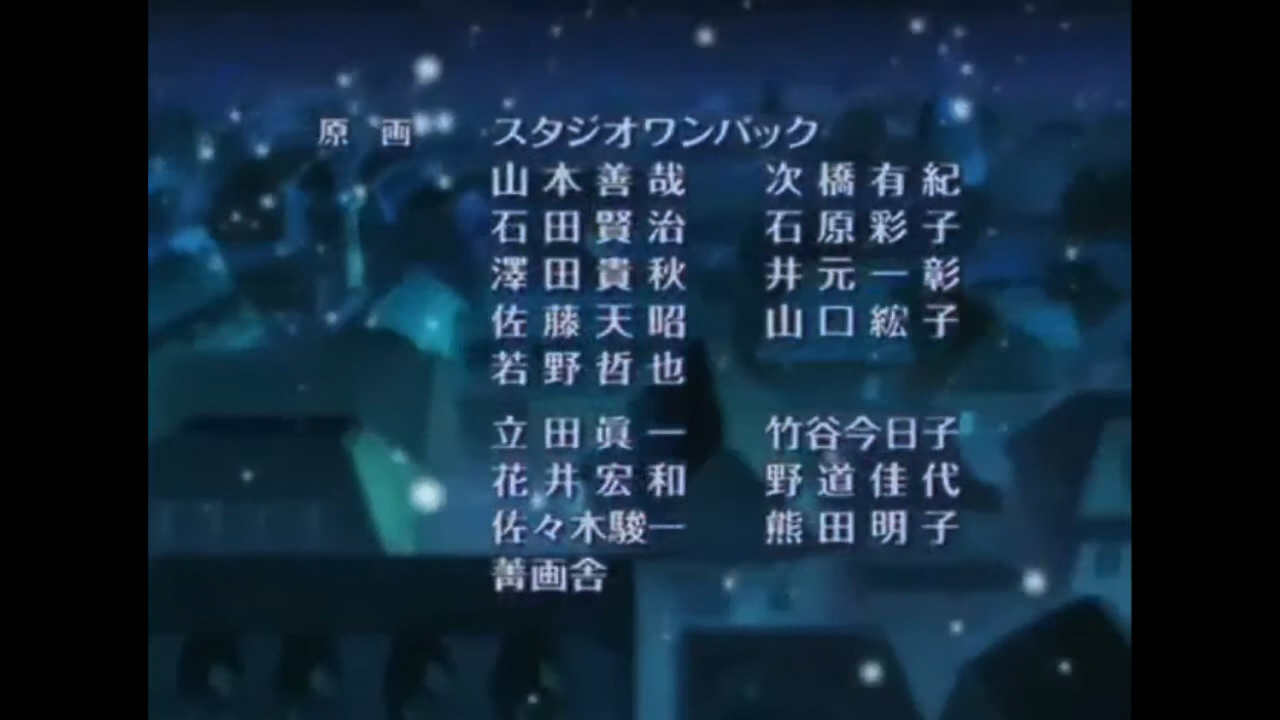 原画 スタジオワンパック
山本善哉 次橋有紀
石田賢治 石原彩子
澤田貴秋 井元一彰
佐藤天昭 山口紘子
若野哲也
立田眞一 竹谷今日子
花井宏和 野道佳代
佐々木駿一 熊田明子
菁画舎